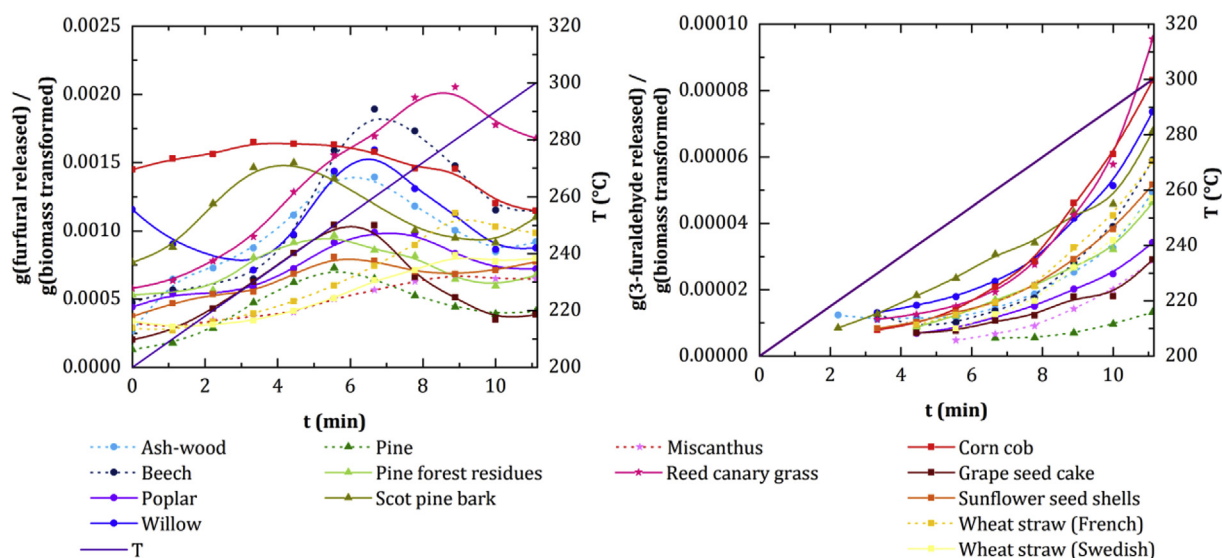 g(furfural released) /
g(biomass transformed)
0.0025
0.0020
0.0015
0.0010
0.0005
0.0000
0
2
4
6
8
10
t (min)
320
300
280
260
240
220
200
T (°C)
g(3-furaldehyde released) /
g(biomass transformed)
0.00010
0.00008
0.00006
0.00004
0.00002
0.00000
0
2
4
6
8
10
t (min)
320
300
280
260
240
220
200
T (°C)
Ash-wood
Beech
Poplar
Willow
T
Pine
Pine forest residues
Scot pine bark
Miscanthus
Reed canary grass
Corn cob
Grape seed cake
Sunflower seed shells
Wheat straw (French)
Wheat straw (Swedish)